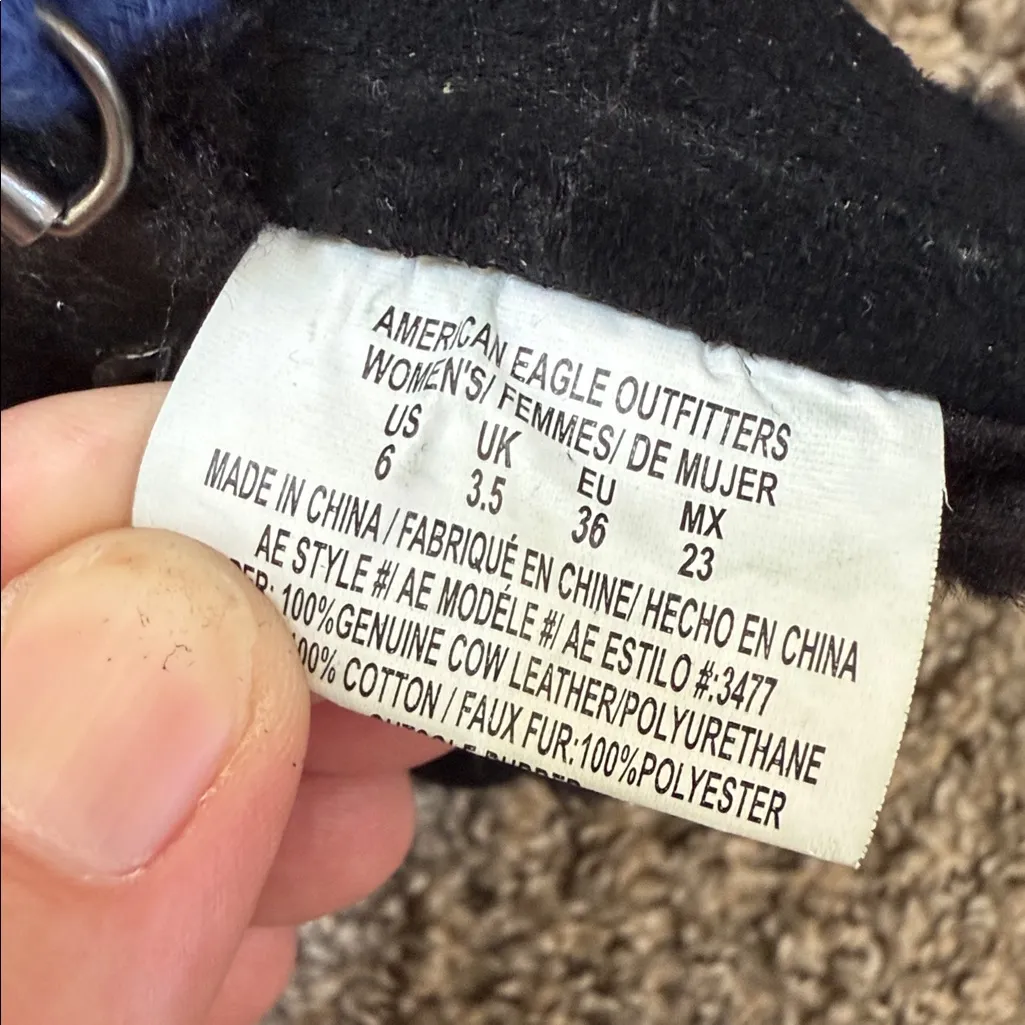 AMERICAN EAGLE OUTFITTERS
WOMEN'S/ FEMMES/ DE MUJER
US UK EU MX
6 3.5 36 23
MADE IN CHINA / FABRIQUÉ EN CHINE/ HECHO EN CHINA
AE STYLE #/ AE MODÉLE #/ AE ESTILO #:3477
100%GENUINE COW LEATHER/POLYURETHANE
COTTON / FAUX FUR:100%POLYESTER